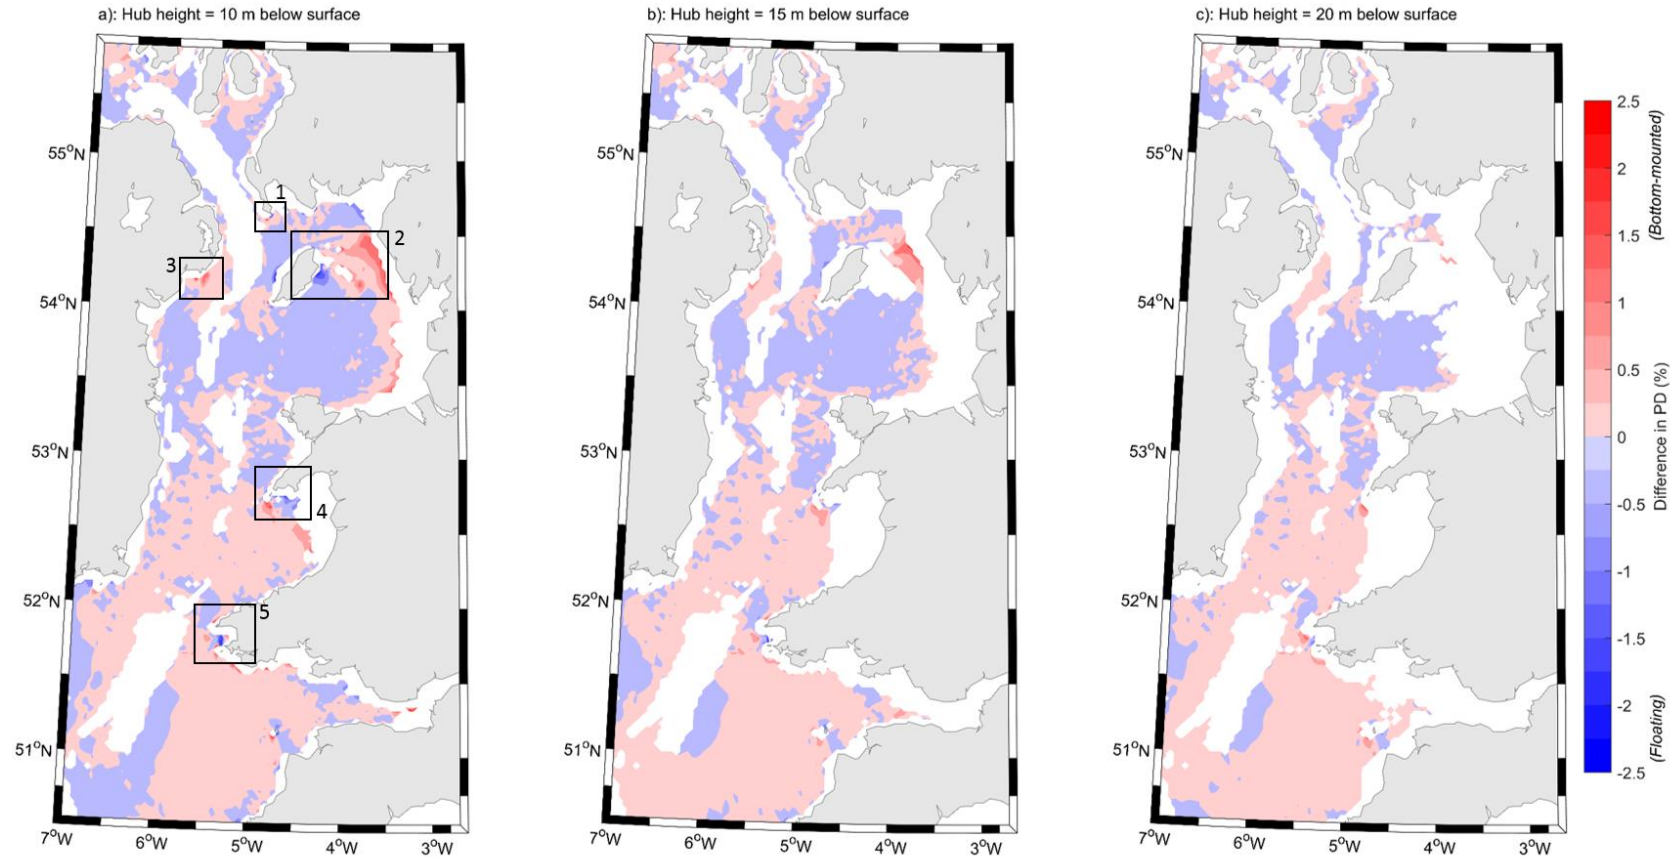 a): Hub height = 10 m below surface
b): Hub height = 15 m below surface
c): Hub height = 20 m below surface
55°N
54°N
53°N
52°N
51°N
7°W
6°W
5°W
4°W
3°W
1
2
3
4
5
55°N
54°N
53°N
52°N
51°N
7°W
6°W
5°W
4°W
3°W
55°N
54°N
53°N
52°N
51°N
7°W
6°W
5°W
4°W
3°W
2.5
2
1.5
1
0.5
0
-0.5
-1
-1.5
-2
-2.5
(Bottom-mounted)
Difference in PD (%)
(Floating)